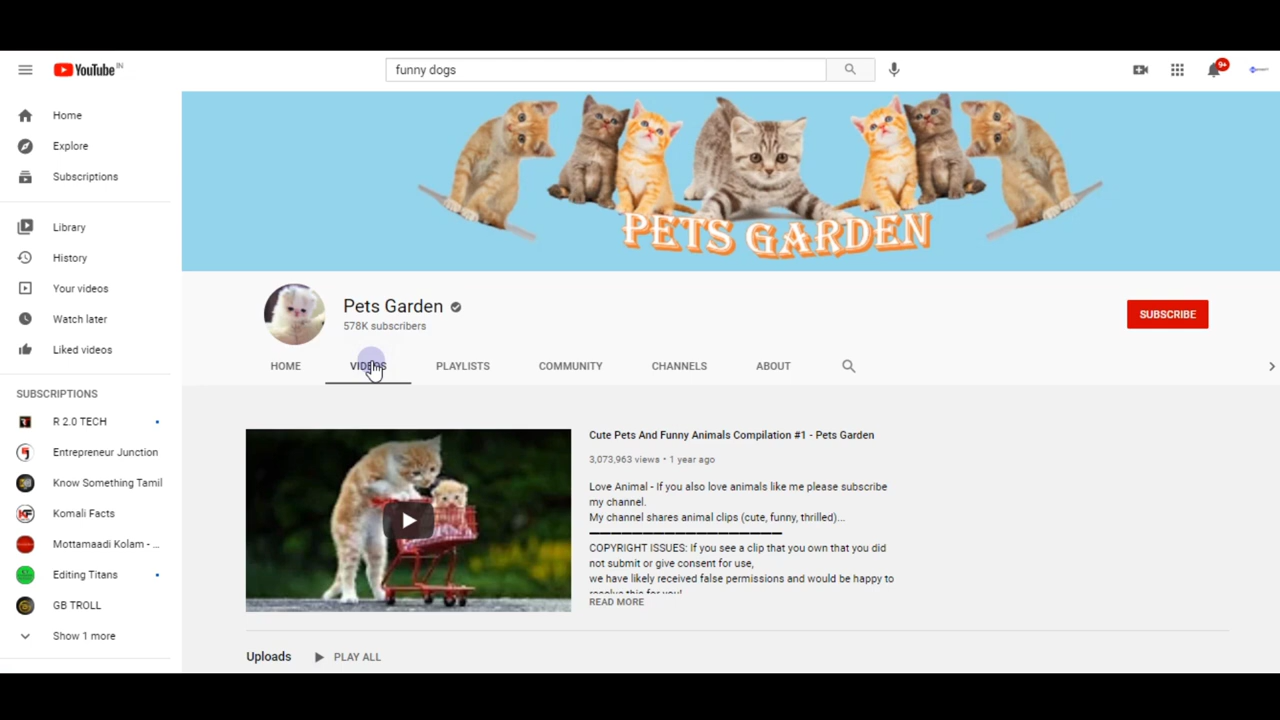 YouTube IN
funny dogs
9+
Home
Explore
Subscriptions
Library
History
Your videos
Watch later
Liked videos
SUBSCRIPTIONS
R 2.0 TECH
Entrepreneur Junction
Know Something Tamil
Komali Facts
Mottamaadi Kolam - ...
Editing Titans
GB TROLL
Show 1 more
PETS GARDEN
Pets Garden
578K subscribers
SUBSCRIBE
HOME
VIDEOS
PLAYLISTS
COMMUNITY
CHANNELS
ABOUT
Cute Pets And Funny Animals Compilation #1 - Pets Garden
3,073,963 views • 1 year ago
Love Animal - If you also love animals like me please subscribe
my channel.
My channel shares animal clips (cute, funny, thrilled)...
COPYRIGHT ISSUES: If you see a clip that you own that you did
not submit or give consent for use,
we have likely received false permissions and would be happy to
resolve this for you!
READ MORE
Uploads
PLAY ALL